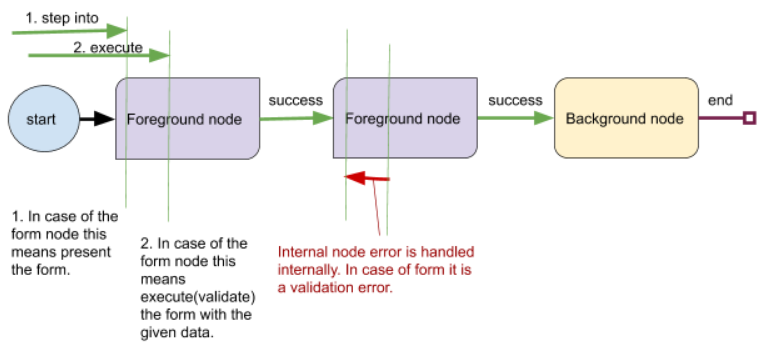 1. step into
2. execute
start
Foreground node
success
Foreground node
success
Background node
end
1. In case of the
form node this
means present
the form.
2. In case of the
form node this
means
execute(validate)
the form with the
given data.
Internal node error is handled
internally. In case of form it is
a validation error.